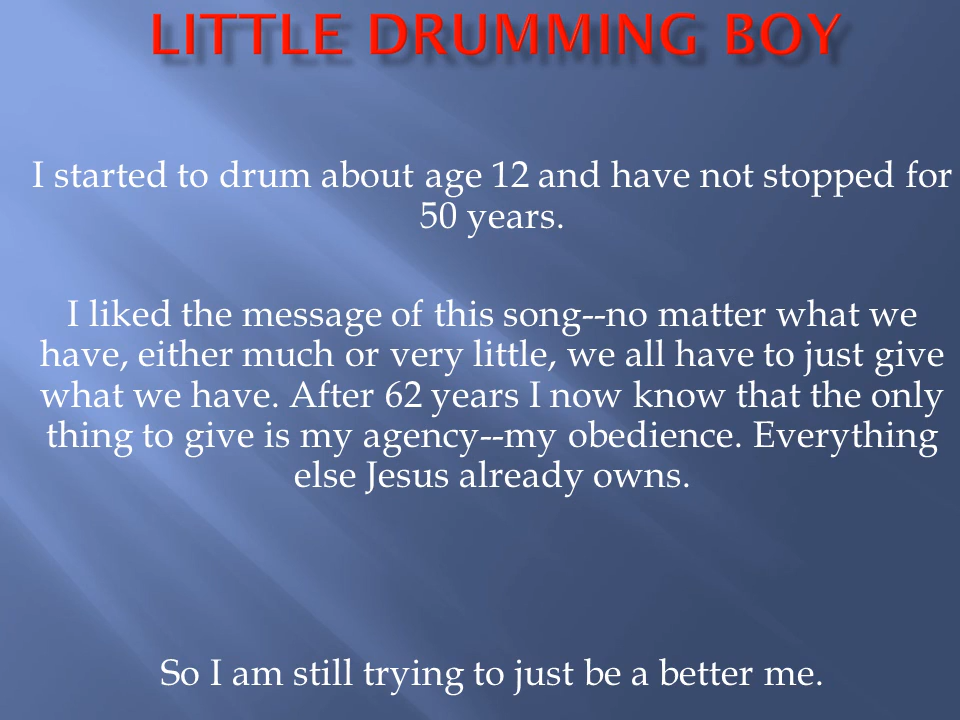 LITTLE DRUMMING BOY
I started to drum about age 12 and have not stopped for
50 years.
I liked the message of this song--no matter what we
have, either much or very little, we all have to just give
what we have. After 62 years I now know that the only
thing to give is my agency--my obedience. Everything
else Jesus already owns.
So I am still trying to just be a better me.